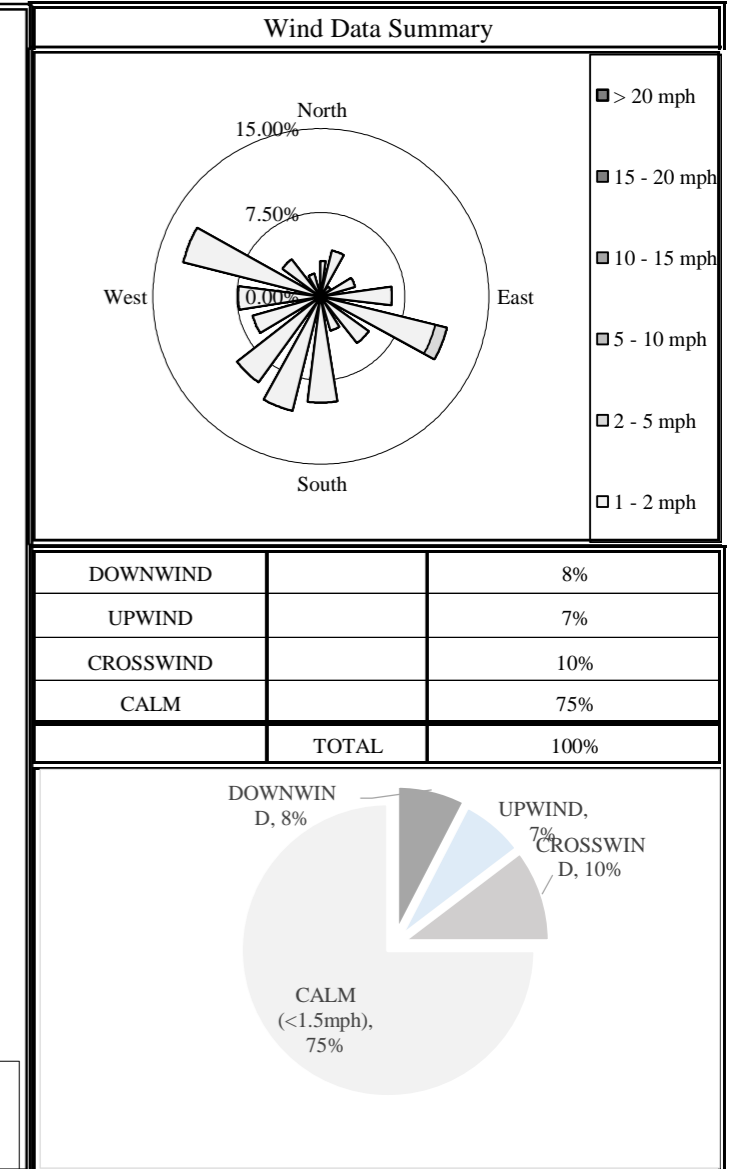 Wind Data Summary
North
15.00%
7.50%
West
0.00%
East
South
> 20 mph
15 - 20 mph
10 - 15 mph
5 - 10 mph
2 - 5 mph
1 - 2 mph
DOWNWIND 8%
UPWIND 7%
CROSSWIND 10%
CALM 75%
TOTAL 100%
DOWNWIN
D, 8%
UPWIND,
7%
CROSSWIN
D, 10%
CALM
(<1.5mph),
75%